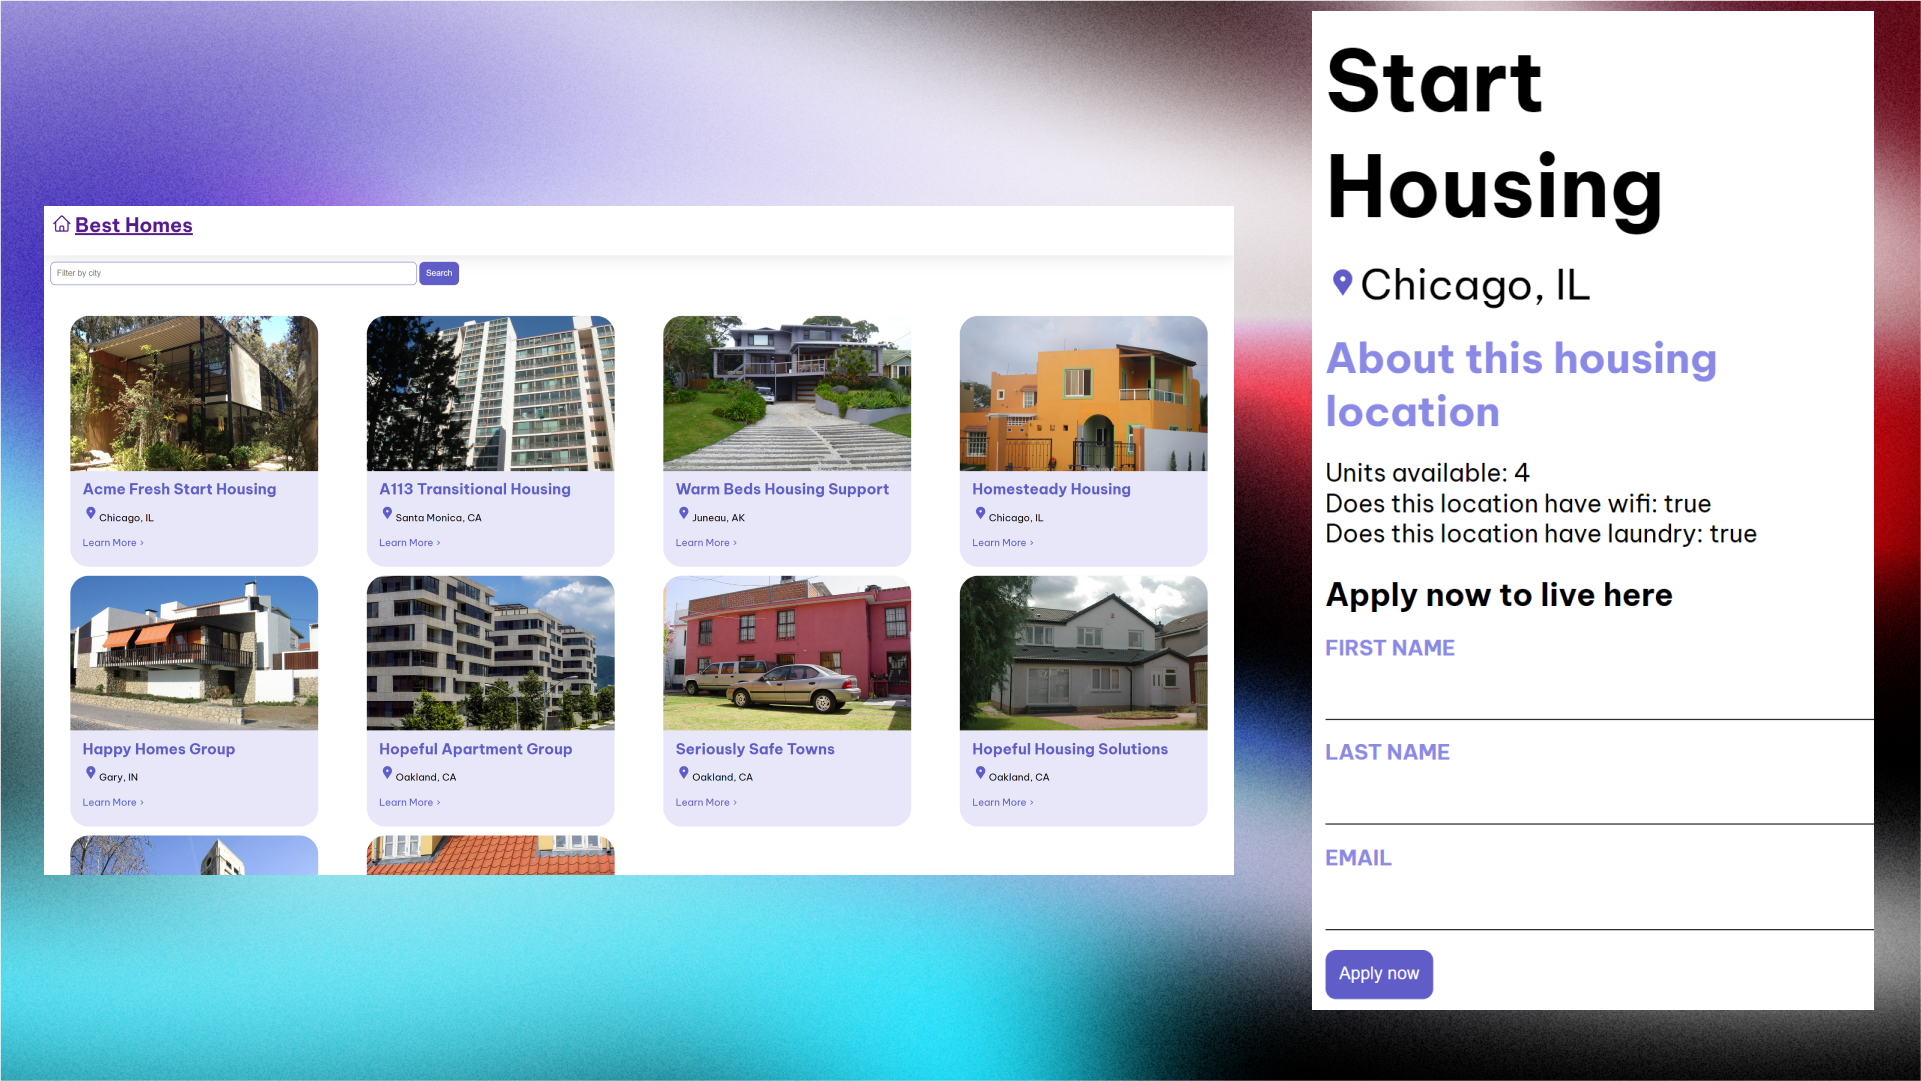 Best Homes
Filter by city
Search
Acme Fresh Start Housing
Chicago, IL
Learn More ›
A113 Transitional Housing
Santa Monica, CA
Learn More ›
Warm Beds Housing Support
Juneau, AK
Learn More ›
Homesteady Housing
Chicago, IL
Learn More ›
Happy Homes Group
Gary, IN
Learn More ›
Hopeful Apartment Group
Oakland, CA
Learn More ›
Seriously Safe Towns
Oakland, CA
Learn More ›
Hopeful Housing Solutions
Oakland, CA
Learn More ›
Start
Housing
Chicago, IL
About this housing
location
Units available: 4
Does this location have wifi: true
Does this location have laundry: true
Apply now to live here
FIRST NAME
LAST NAME
EMAIL
Apply now